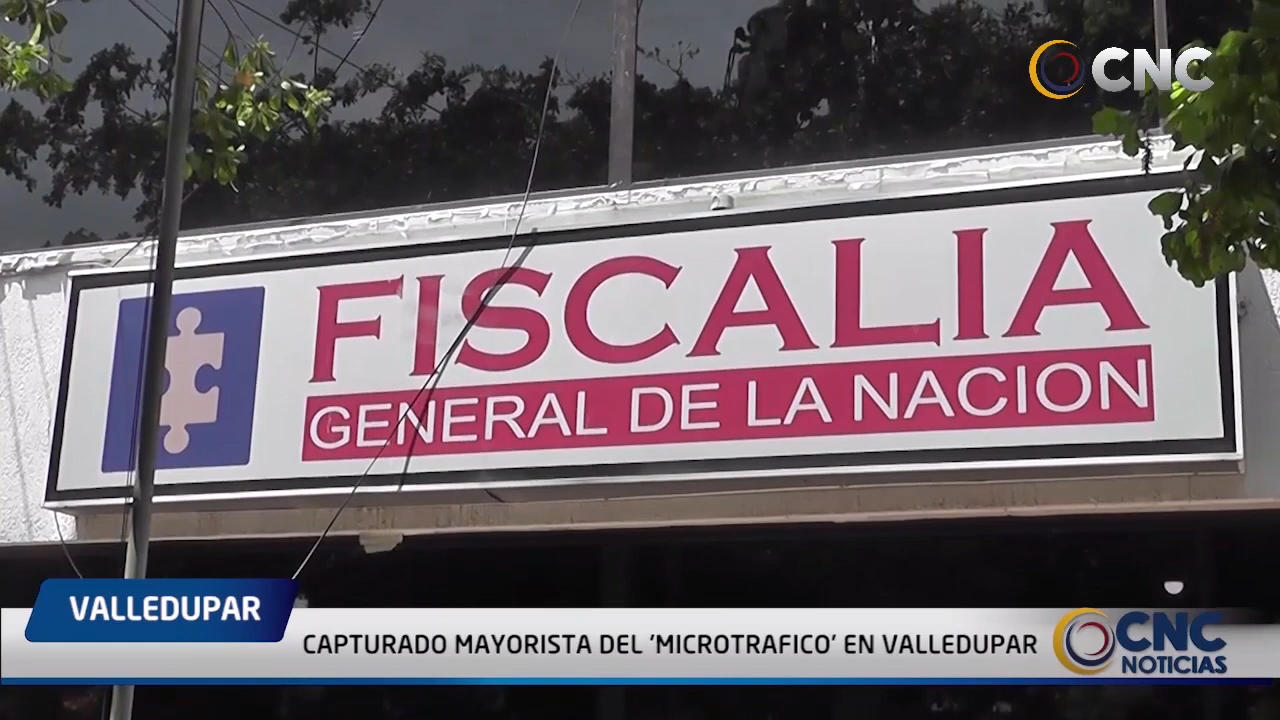 CNC
FISCALIA
GENERAL DE LA NACION
VALLEDUPAR
CAPTURADO MAYORISTA DEL 'MICROTRAFICO' EN VALLEDUPAR
CNC
NOTICIAS